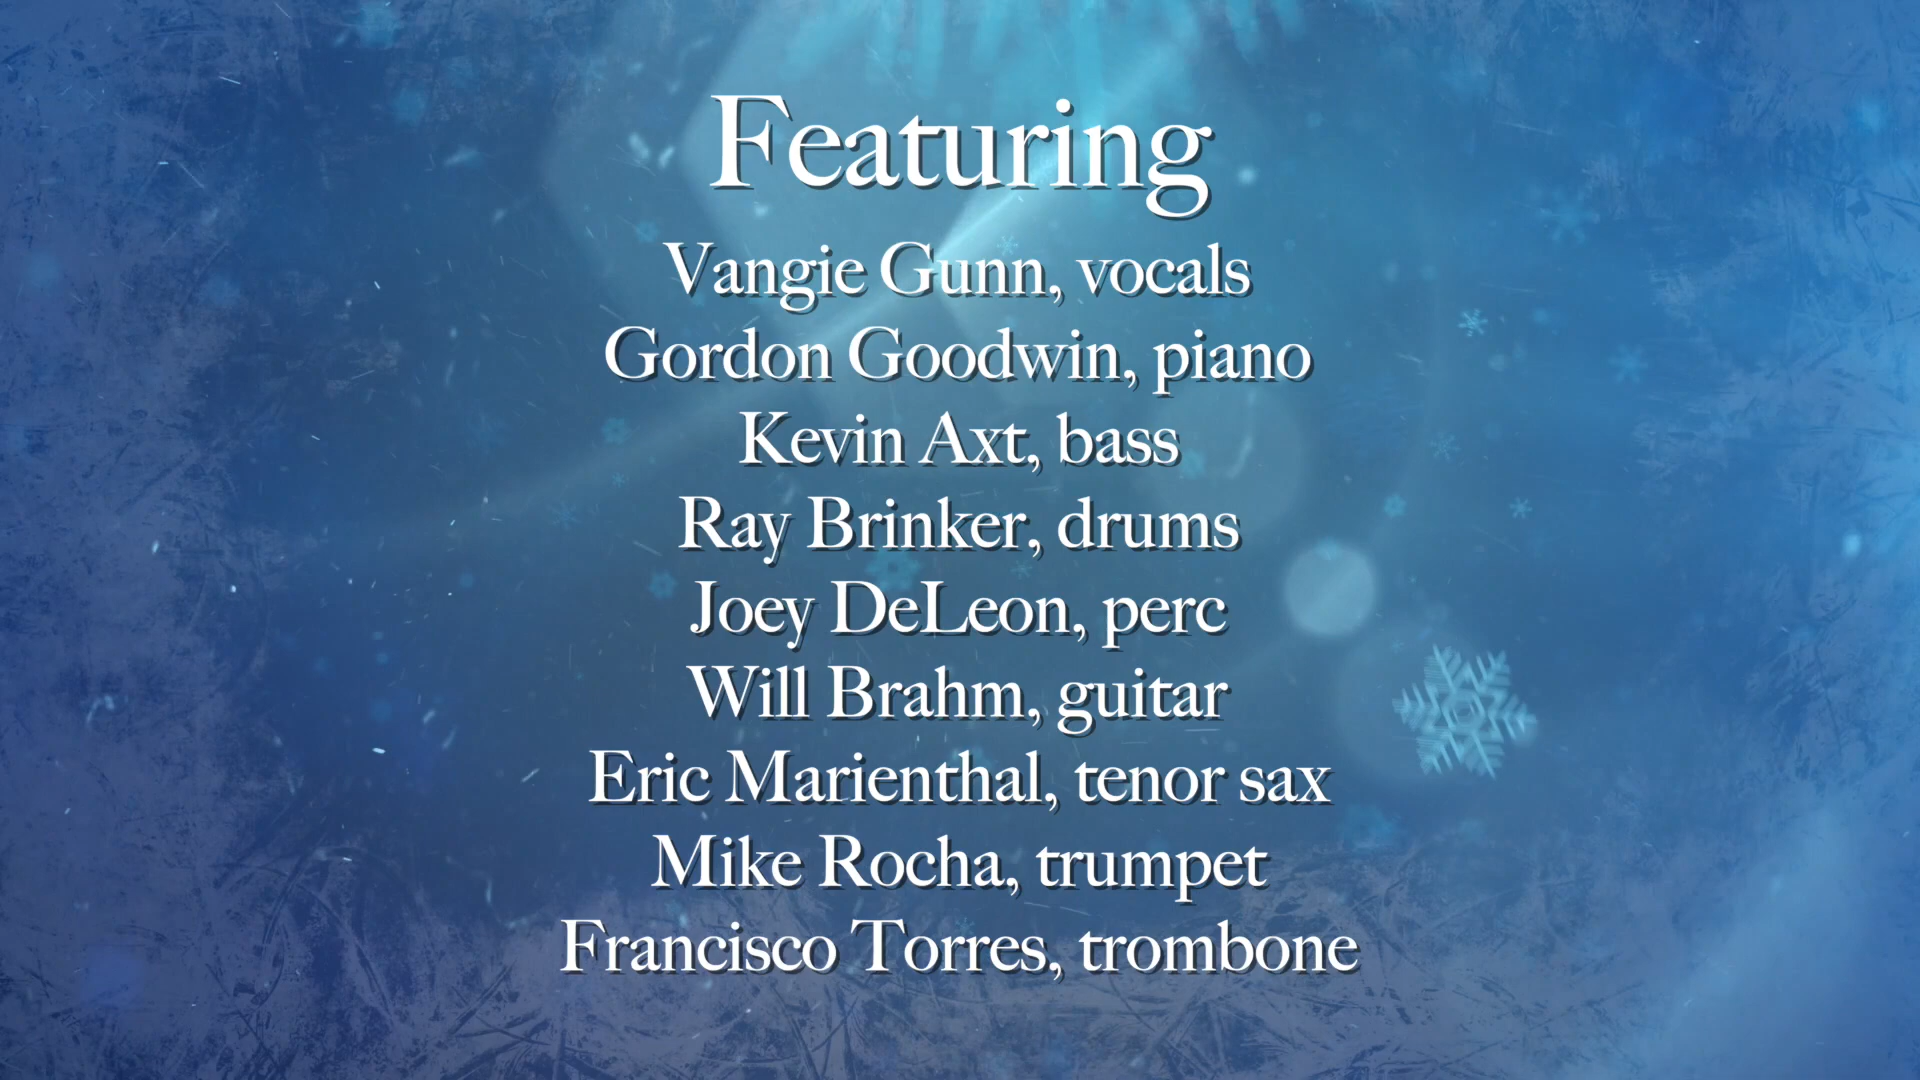 Featuring
Vangie Gunn, vocals
Gordon Goodwin, piano
Kevin Axt, bass
Ray Brinker, drums
Joey DeLeon, perc
Will Brahm, guitar
Eric Marienthal, tenor sax
Mike Rocha, trumpet
Francisco Torres, trombone